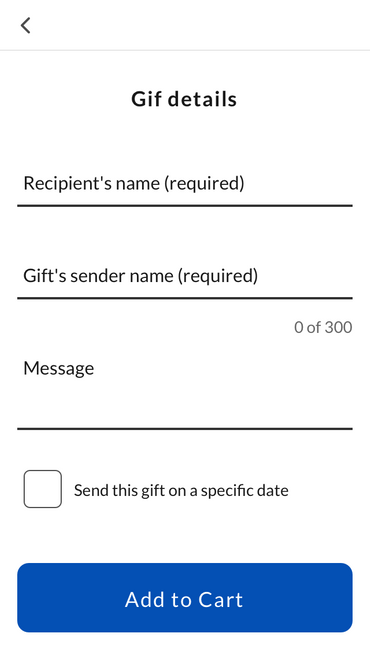 Gif details
Recipient's name (required)
Gift's sender name (required)
0 of 300
Message
Send this gift on a specific date
Add to Cart